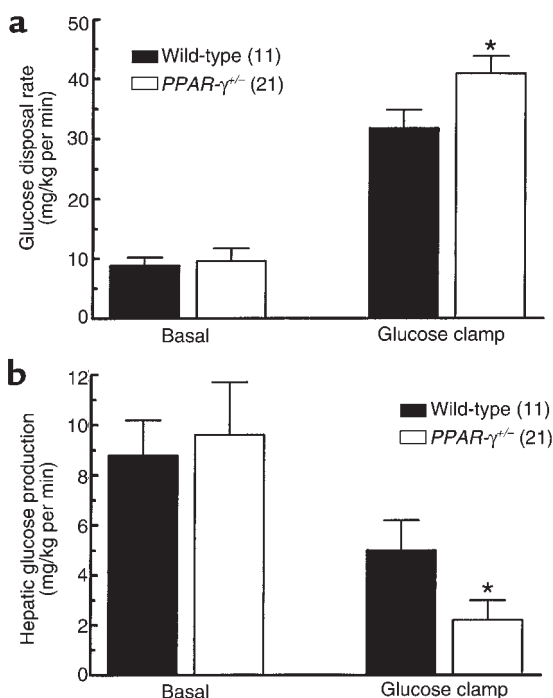 a
Glucose disposal rate
(mg/kg per min)
50
40
30
20
10
0
Wild-type (11)
PPAR-γ+/– (21)
*
Basal
Glucose clamp
b
Hepatic glucose production
(mg/kg per min)
12
10
8
6
4
2
0
Wild-type (11)
PPAR-γ+/– (21)
*
Basal
Glucose clamp